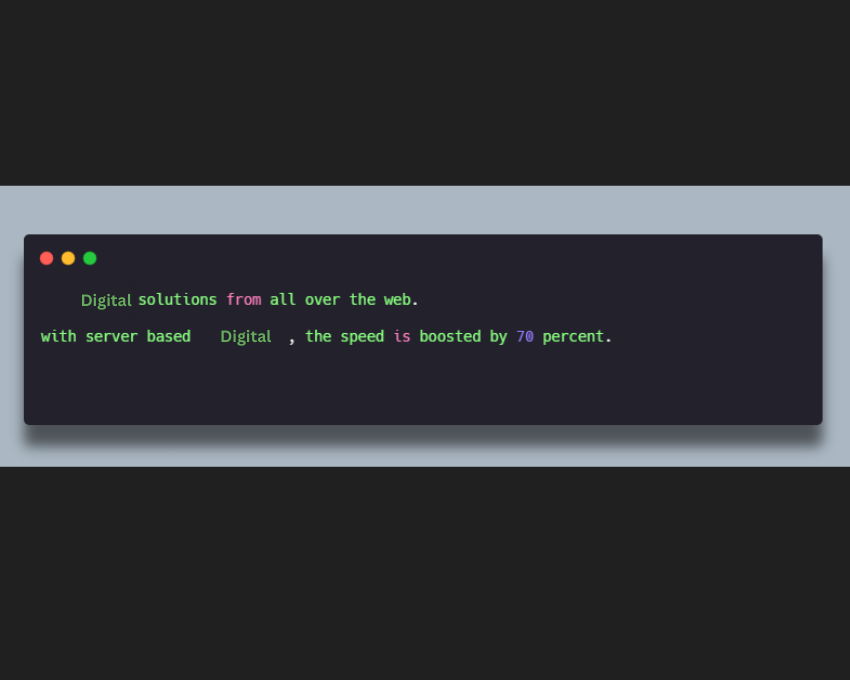 Digital solutions from all over the web.
with server based Digital , the speed is boosted by 70 percent.